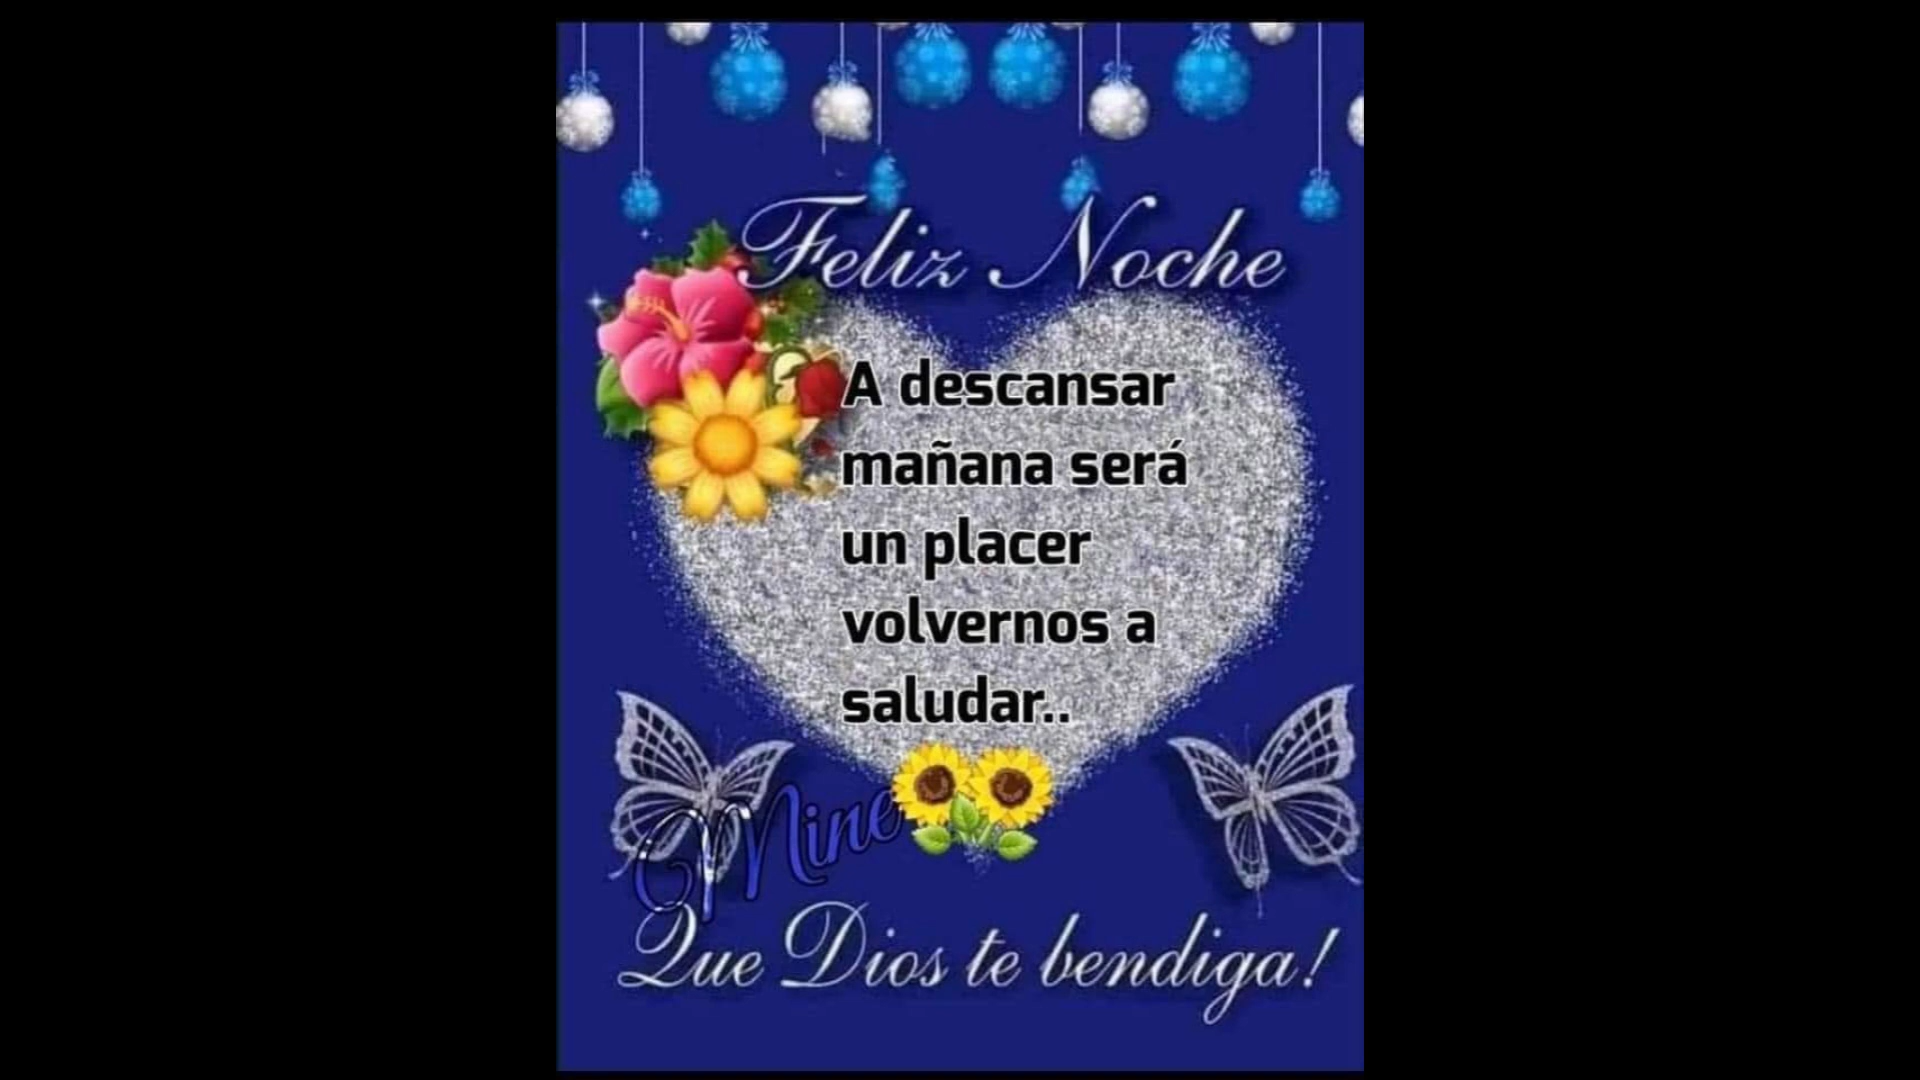 Feliz Noche
A descansar
mañana será
un placer
volvernos a
saludar..
Mine
Que Dios te bendiga!